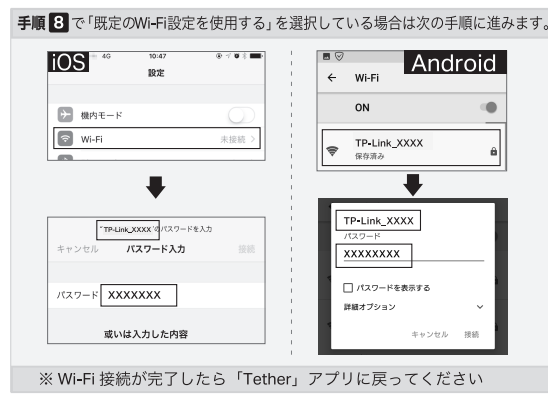 手順 8 で「既定のWi-Fi設定を使用する」を選択している場合は次の手順に進みます。
iOS
4G 10:47
設定
機内モード
Wi-Fi 未接続 >
"TP-Link_XXXX"のパスワードを入力
キャンセル パスワード入力 接続
パスワード XXXXXXX
或いは入力した内容
Android
← Wi-Fi
ON
TP-Link_XXXX
保存済み
TP-Link_XXXX
パスワード
XXXXXXXX
パスワードを表示する
詳細オプション
キャンセル 接続
※ Wi-Fi 接続が完了したら「Tether」アプリに戻ってください